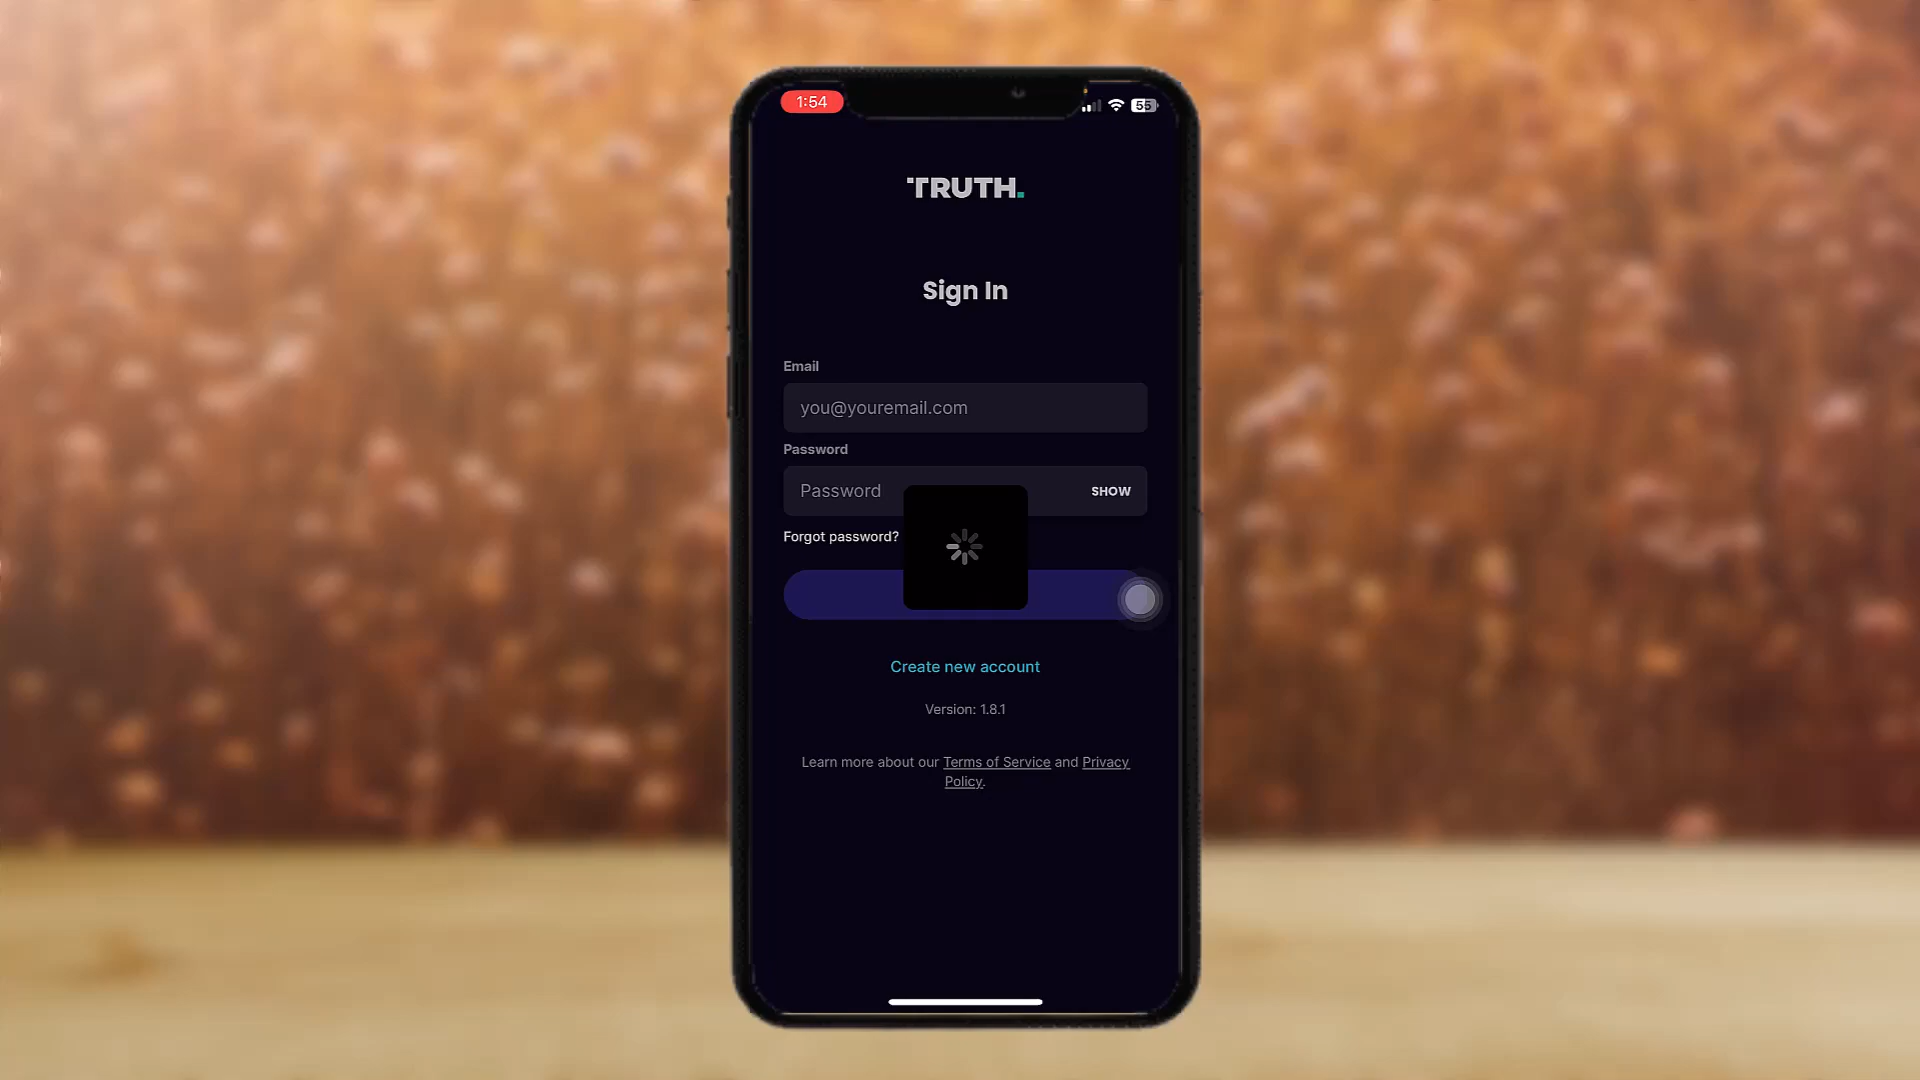 1:54
55
TRUTH.
Sign In
Email
you@youremail.com
Password
Password
SHOW
Forgot password?
Create new account
Version: 1.8.1
Learn more about our Terms of Service and Privacy
Policy.